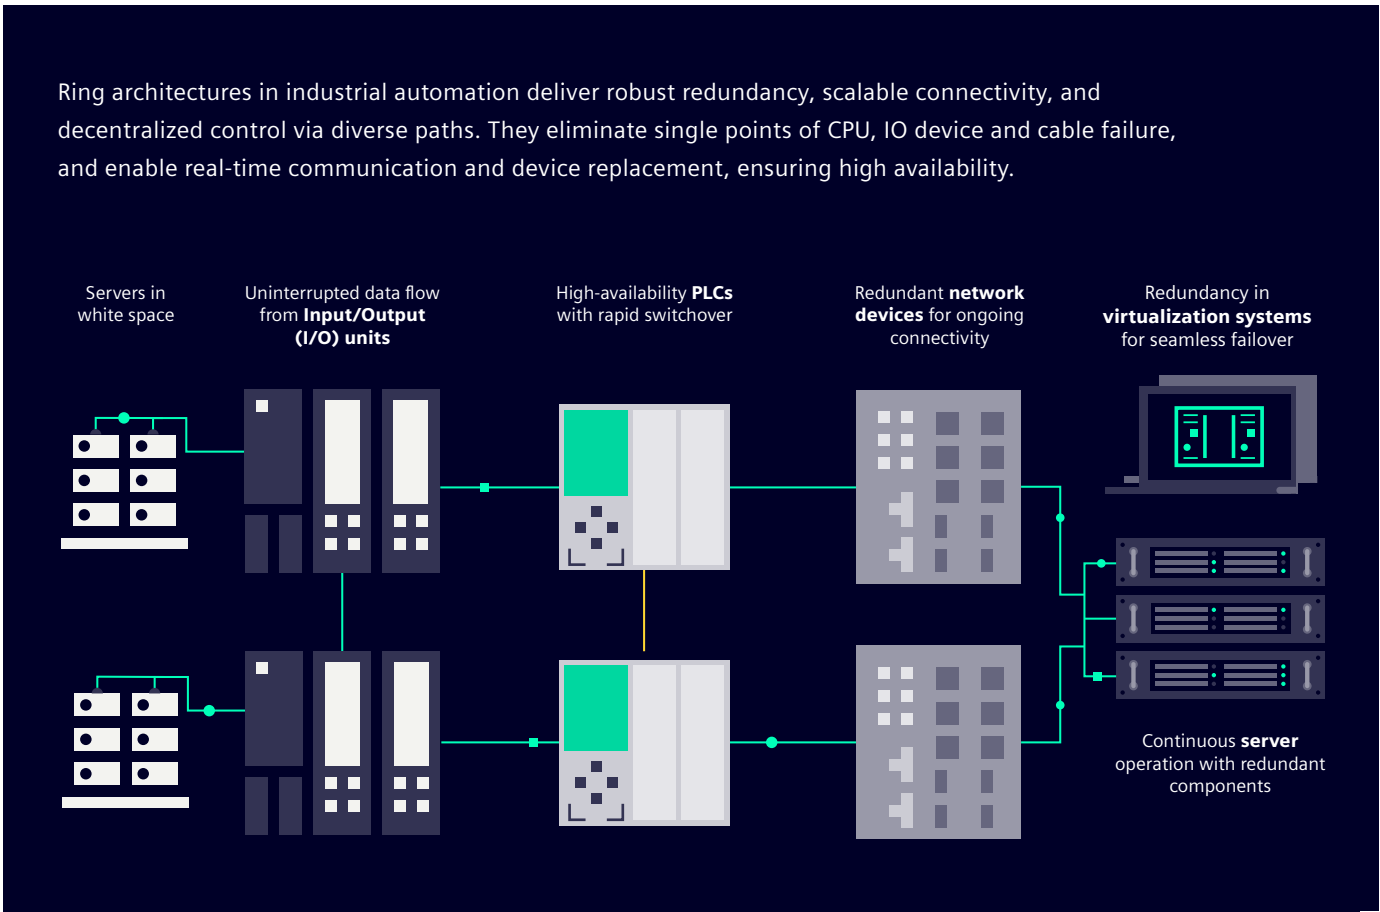 Ring architectures in industrial automation deliver robust redundancy, scalable connectivity, and
decentralized control via diverse paths. They eliminate single points of CPU, IO device and cable failure,
and enable real-time communication and device replacement, ensuring high availability.
Servers in
white space
Uninterrupted data flow
from Input/Output
(I/O) units
High-availability PLCs
with rapid switchover
Redundant network
devices for ongoing
connectivity
Redundancy in
virtualization systems
for seamless failover
Continuous server
operation with redundant
components